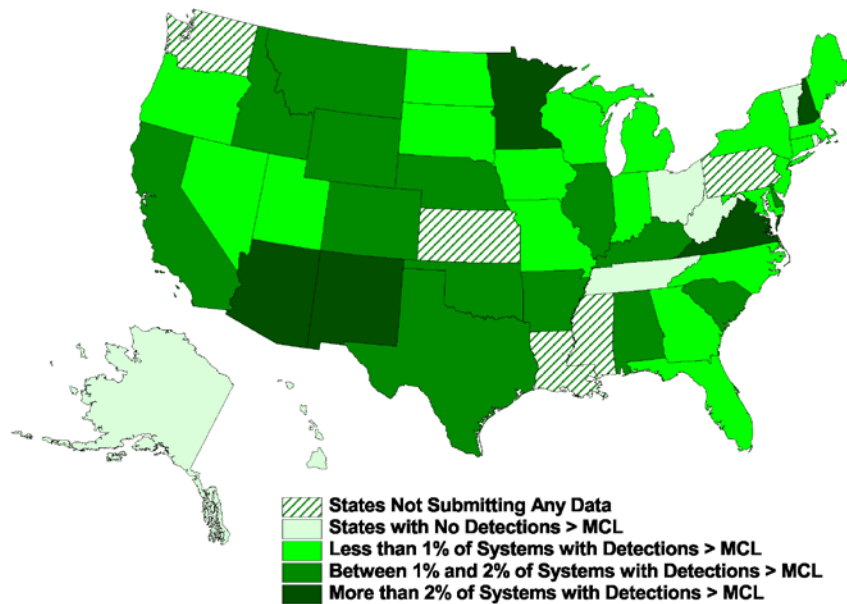 States Not Submitting Any Data
States with No Detections > MCL
Less than 1% of Systems with Detections > MCL
Between 1% and 2% of Systems with Detections > MCL
More than 2% of Systems with Detections > MCL